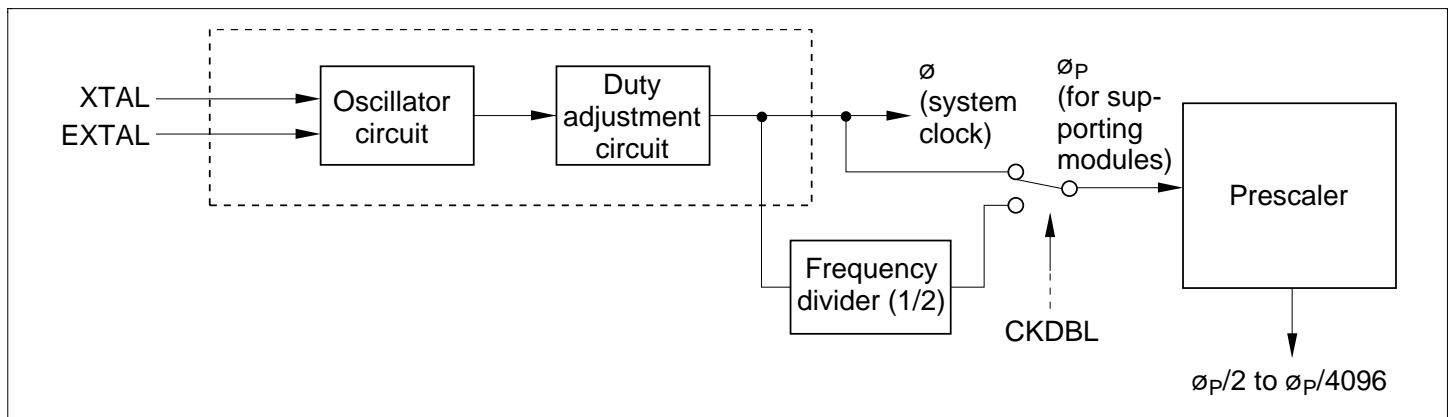 XTAL
EXTAL
Oscillator
circuit
Duty
adjustment
circuit
ø
(system
clock)
øP
(for sup-
porting
modules)
Prescaler
Frequency
divider (1/2)
CKDBL
øP/2 to øP/4096